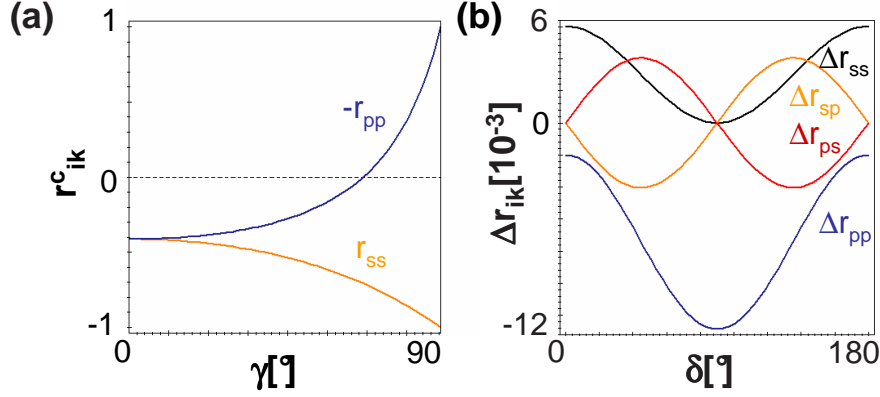 (a)
1
0
-1
r^c_ik
-r_pp
r_ss
0
90
γ[°]
(b)
6
0
-12
Δr_ik[10^-3]
Δr_ss
Δr_sp
Δr_ps
Δr_pp
0
180
δ[°]